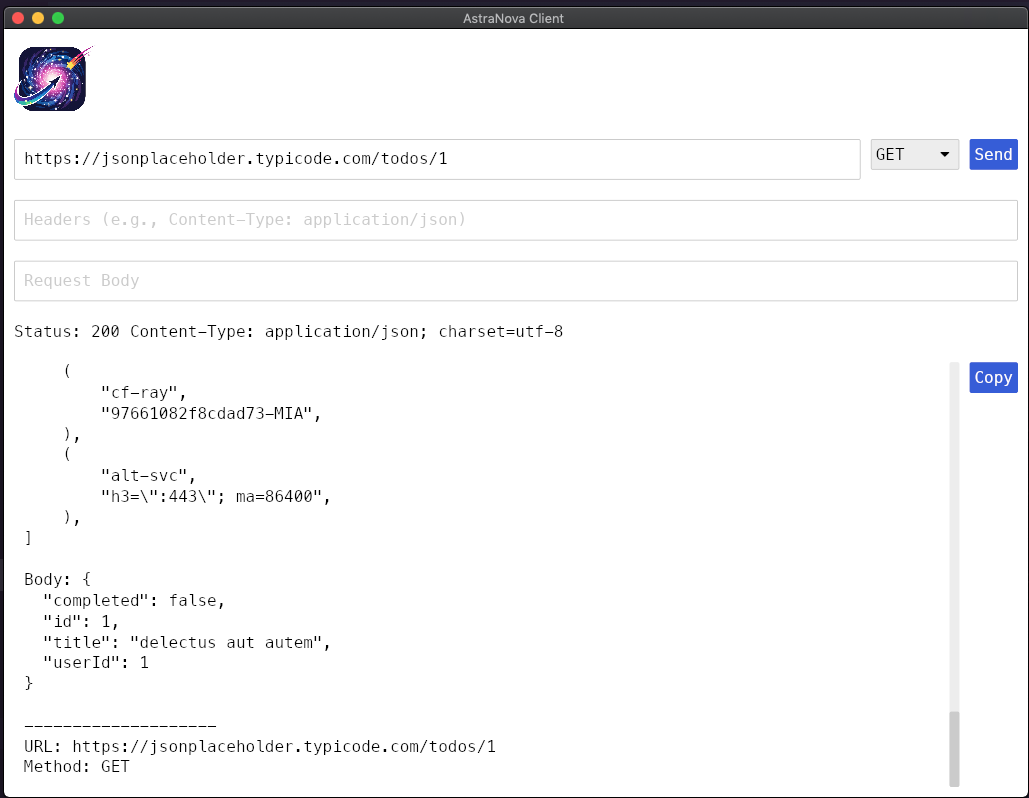 AstraNova Client
https://jsonplaceholder.typicode.com/todos/1
GET
Send
Headers (e.g., Content-Type: application/json)
Request Body
Status: 200 Content-Type: application/json; charset=utf-8
    (
        "cf-ray",
        "97661082f8cdad73-MIA",
    ),
    (
        "alt-svc",
        "h3=\":443\"; ma=86400",
    ),
]
Copy
Body: {
  "completed": false,
  "id": 1,
  "title": "delectus aut autem",
  "userId": 1
}
--------------------
URL: https://jsonplaceholder.typicode.com/todos/1
Method: GET